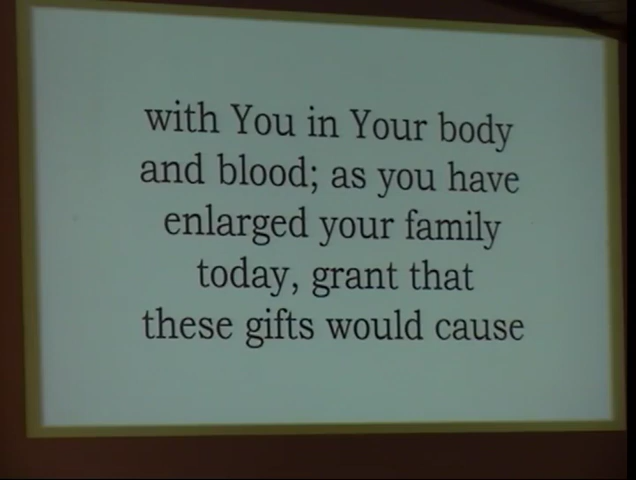 with You in Your body
and blood; as you have
enlarged your family
today, grant that
these gifts would cause